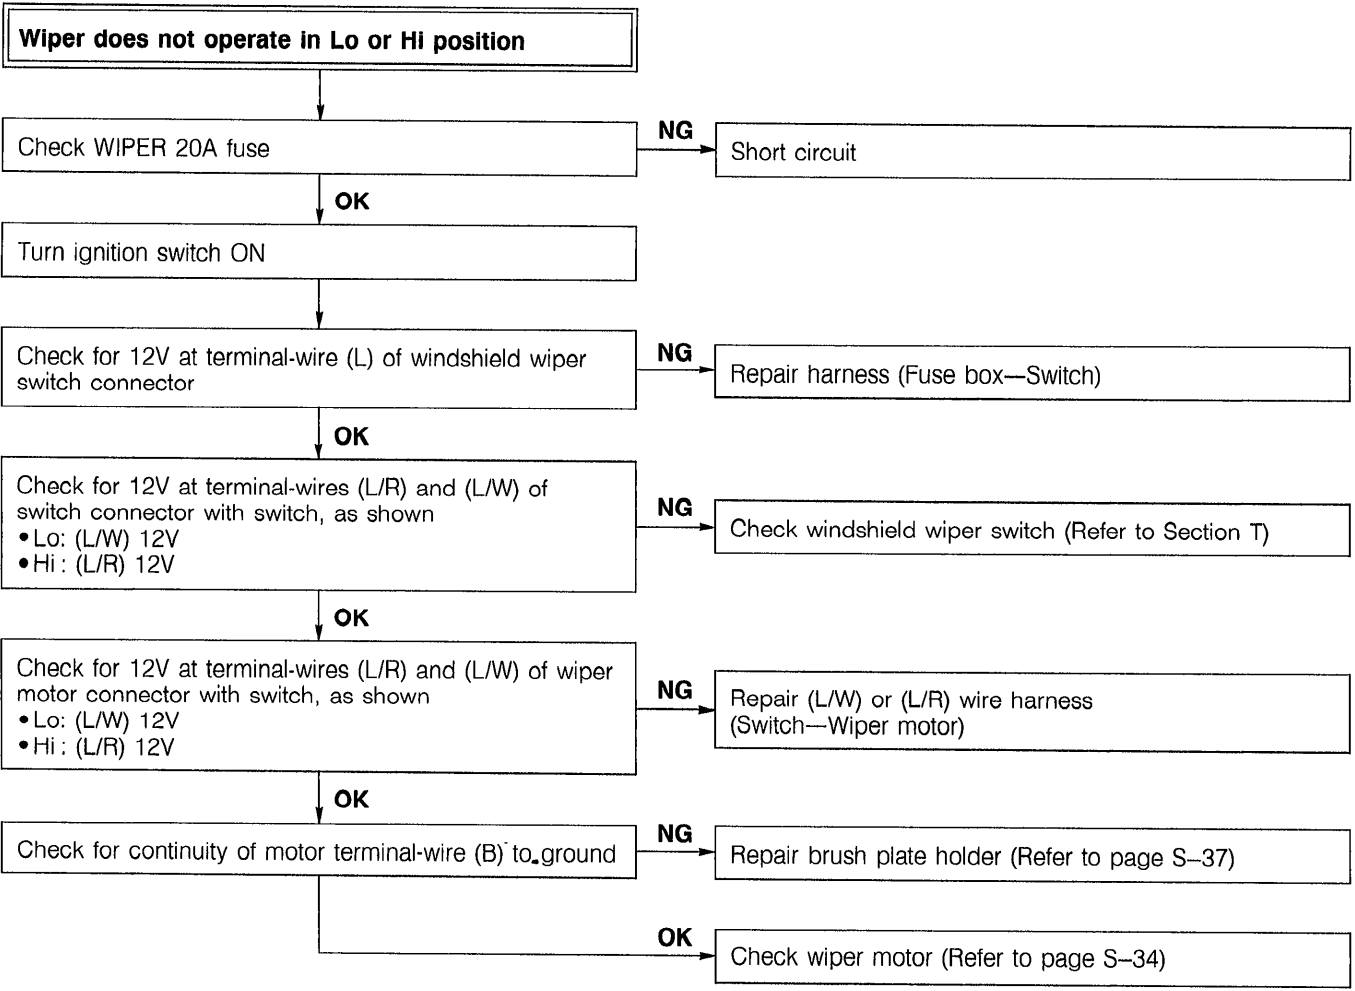 Wiper does not operate in Lo or Hi position
Check WIPER 20A fuse
NG
Short circuit
OK
Turn ignition switch ON
Check for 12V at terminal-wire (L) of windshield wiper
switch connector
NG
Repair harness (Fuse box—Switch)
OK
Check for 12V at terminal-wires (L/R) and (L/W) of
switch connector with switch, as shown
• Lo: (L/W) 12V
• Hi : (L/R) 12V
NG
Check windshield wiper switch (Refer to Section T)
OK
Check for 12V at terminal-wires (L/R) and (L/W) of wiper
motor connector with switch, as shown
• Lo: (L/W) 12V
• Hi : (L/R) 12V
NG
Repair (L/W) or (L/R) wire harness
(Switch—Wiper motor)
OK
Check for continuity of motor terminal-wire (B) to ground
NG
Repair brush plate holder (Refer to page S–37)
OK
Check wiper motor (Refer to page S–34)